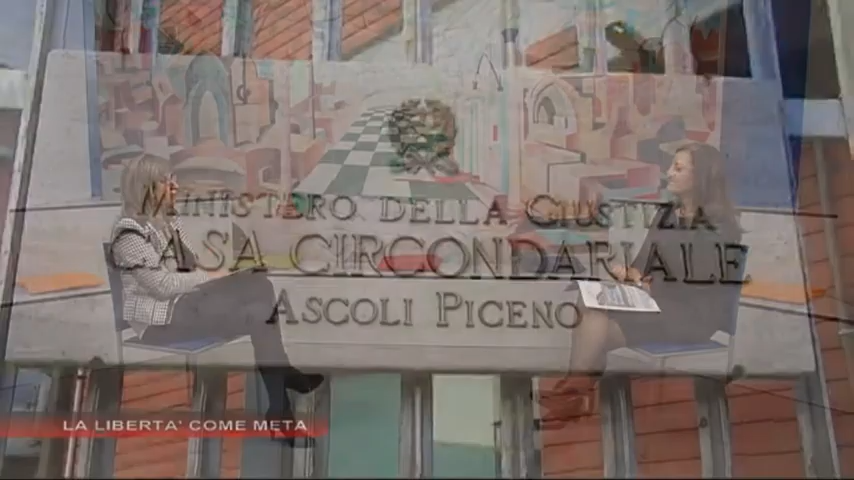 MINISTERO DELLA GIUSTIZIA
CASA CIRCONDARIALE
ASCOLI PICENO
LA LIBERTA' COME META